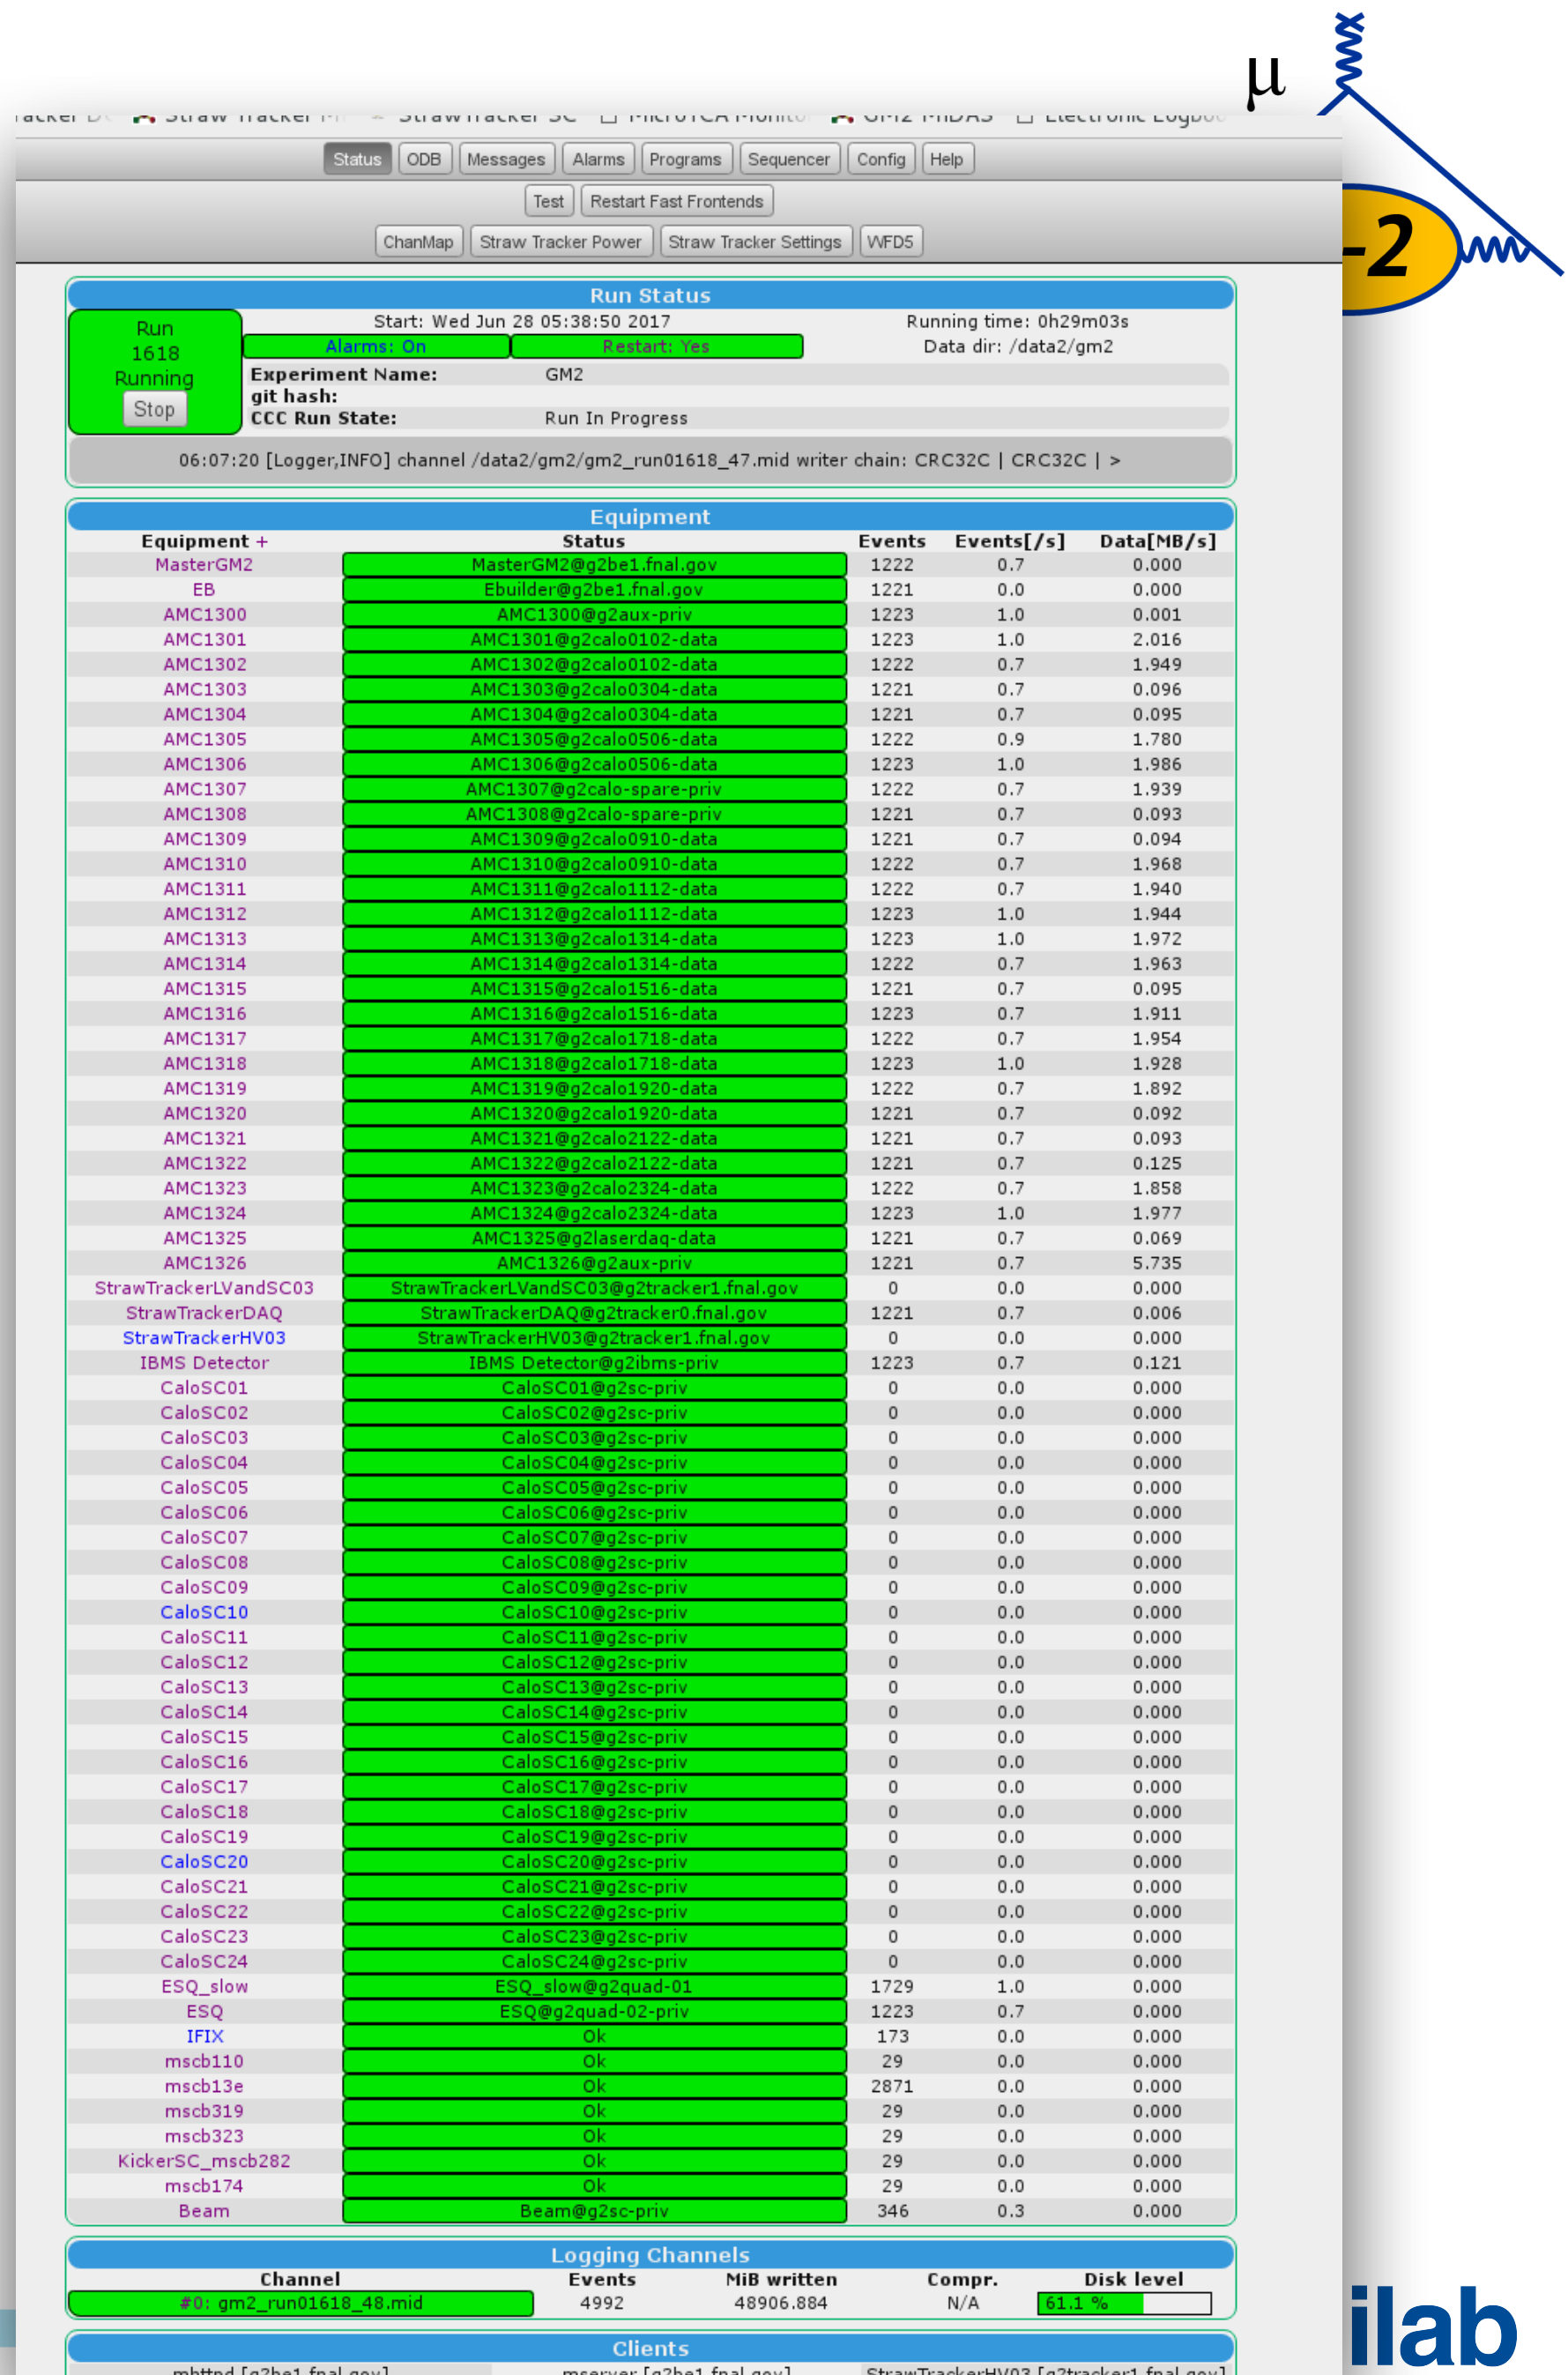 μ
-2
Status ODB Messages Alarms Programs Sequencer Config Help
Test Restart Fast Frontends
ChanMap Straw Tracker Power Straw Tracker Settings WFD5
Run Status
Run 1618 Running Stop
Start: Wed Jun 28 05:38:50 2017 Running time: 0h29m03s
Alarms: On Restart: Yes Data dir: /data2/gm2
Experiment Name: GM2
git hash:
CCC Run State: Run In Progress
06:07:20 [Logger,INFO] channel /data2/gm2/gm2_run01618_47.mid writer chain: CRC32C | CRC32C | >
Equipment
Equipment + Status Events Events[/s] Data[MB/s]
MasterGM2 MasterGM2@g2be1.fnal.gov 1222 0.7 0.000
EB Ebuilder@g2be1.fnal.gov 1221 0.0 0.000
AMC1300 AMC1300@g2aux-priv 1223 1.0 0.001
AMC1301 AMC1301@g2calo0102-data 1223 1.0 2.016
AMC1302 AMC1302@g2calo0102-data 1222 0.7 1.949
AMC1303 AMC1303@g2calo0304-data 1221 0.7 0.096
AMC1304 AMC1304@g2calo0304-data 1221 0.7 0.095
AMC1305 AMC1305@g2calo0506-data 1222 0.9 1.780
AMC1306 AMC1306@g2calo0506-data 1223 1.0 1.986
AMC1307 AMC1307@g2calo-spare-priv 1222 0.7 1.939
AMC1308 AMC1308@g2calo-spare-priv 1221 0.7 0.093
AMC1309 AMC1309@g2calo0910-data 1221 0.7 0.094
AMC1310 AMC1310@g2calo0910-data 1222 0.7 1.968
AMC1311 AMC1311@g2calo1112-data 1222 0.7 1.940
AMC1312 AMC1312@g2calo1112-data 1223 1.0 1.944
AMC1313 AMC1313@g2calo1314-data 1223 1.0 1.972
AMC1314 AMC1314@g2calo1314-data 1222 0.7 1.963
AMC1315 AMC1315@g2calo1516-data 1221 0.7 0.095
AMC1316 AMC1316@g2calo1516-data 1223 0.7 1.911
AMC1317 AMC1317@g2calo1718-data 1222 0.7 1.954
AMC1318 AMC1318@g2calo1718-data 1223 1.0 1.928
AMC1319 AMC1319@g2calo1920-data 1222 0.7 1.892
AMC1320 AMC1320@g2calo1920-data 1221 0.7 0.092
AMC1321 AMC1321@g2calo2122-data 1221 0.7 0.093
AMC1322 AMC1322@g2calo2122-data 1221 0.7 0.125
AMC1323 AMC1323@g2calo2324-data 1222 0.7 1.858
AMC1324 AMC1324@g2calo2324-data 1223 1.0 1.977
AMC1325 AMC1325@g2laserdaq-data 1221 0.7 0.069
AMC1326 AMC1326@g2aux-priv 1221 0.7 5.735
StrawTrackerLVandSC03 StrawTrackerLVandSC03@g2tracker1.fnal.gov 0 0.0 0.000
StrawTrackerDAQ StrawTrackerDAQ@g2tracker0.fnal.gov 1221 0.7 0.006
StrawTrackerHV03 StrawTrackerHV03@g2tracker1.fnal.gov 0 0.0 0.000
IBMS Detector IBMS Detector@g2ibms-priv 1223 0.7 0.121
CaloSC01 CaloSC01@g2sc-priv 0 0.0 0.000
CaloSC02 CaloSC02@g2sc-priv 0 0.0 0.000
CaloSC03 CaloSC03@g2sc-priv 0 0.0 0.000
CaloSC04 CaloSC04@g2sc-priv 0 0.0 0.000
CaloSC05 CaloSC05@g2sc-priv 0 0.0 0.000
CaloSC06 CaloSC06@g2sc-priv 0 0.0 0.000
CaloSC07 CaloSC07@g2sc-priv 0 0.0 0.000
CaloSC08 CaloSC08@g2sc-priv 0 0.0 0.000
CaloSC09 CaloSC09@g2sc-priv 0 0.0 0.000
CaloSC10 CaloSC10@g2sc-priv 0 0.0 0.000
CaloSC11 CaloSC11@g2sc-priv 0 0.0 0.000
CaloSC12 CaloSC12@g2sc-priv 0 0.0 0.000
CaloSC13 CaloSC13@g2sc-priv 0 0.0 0.000
CaloSC14 CaloSC14@g2sc-priv 0 0.0 0.000
CaloSC15 CaloSC15@g2sc-priv 0 0.0 0.000
CaloSC16 CaloSC16@g2sc-priv 0 0.0 0.000
CaloSC17 CaloSC17@g2sc-priv 0 0.0 0.000
CaloSC18 CaloSC18@g2sc-priv 0 0.0 0.000
CaloSC19 CaloSC19@g2sc-priv 0 0.0 0.000
CaloSC20 CaloSC20@g2sc-priv 0 0.0 0.000
CaloSC21 CaloSC21@g2sc-priv 0 0.0 0.000
CaloSC22 CaloSC22@g2sc-priv 0 0.0 0.000
CaloSC23 CaloSC23@g2sc-priv 0 0.0 0.000
CaloSC24 CaloSC24@g2sc-priv 0 0.0 0.000
ESQ_slow ESQ_slow@g2quad-01 1729 1.0 0.000
ESQ ESQ@g2quad-02-priv 1223 0.7 0.000
IFIX Ok 173 0.0 0.000
mscb110 Ok 29 0.0 0.000
mscb13e Ok 2871 0.0 0.000
mscb319 Ok 29 0.0 0.000
mscb323 Ok 29 0.0 0.000
KickerSC_mscb282 Ok 29 0.0 0.000
mscb174 Ok 29 0.0 0.000
Beam Beam@g2sc-priv 346 0.3 0.000
Logging Channels
Channel Events MiB written Compr. Disk level
#0: gm2_run01618_48.mid 4992 48906.884 N/A 61.1 %
ilab
Clients
mhttpd [g2be1.fnal.gov] mserver [g2be1.fnal.gov] StrawTrackerHV03 [g2tracker1.fnal.gov]